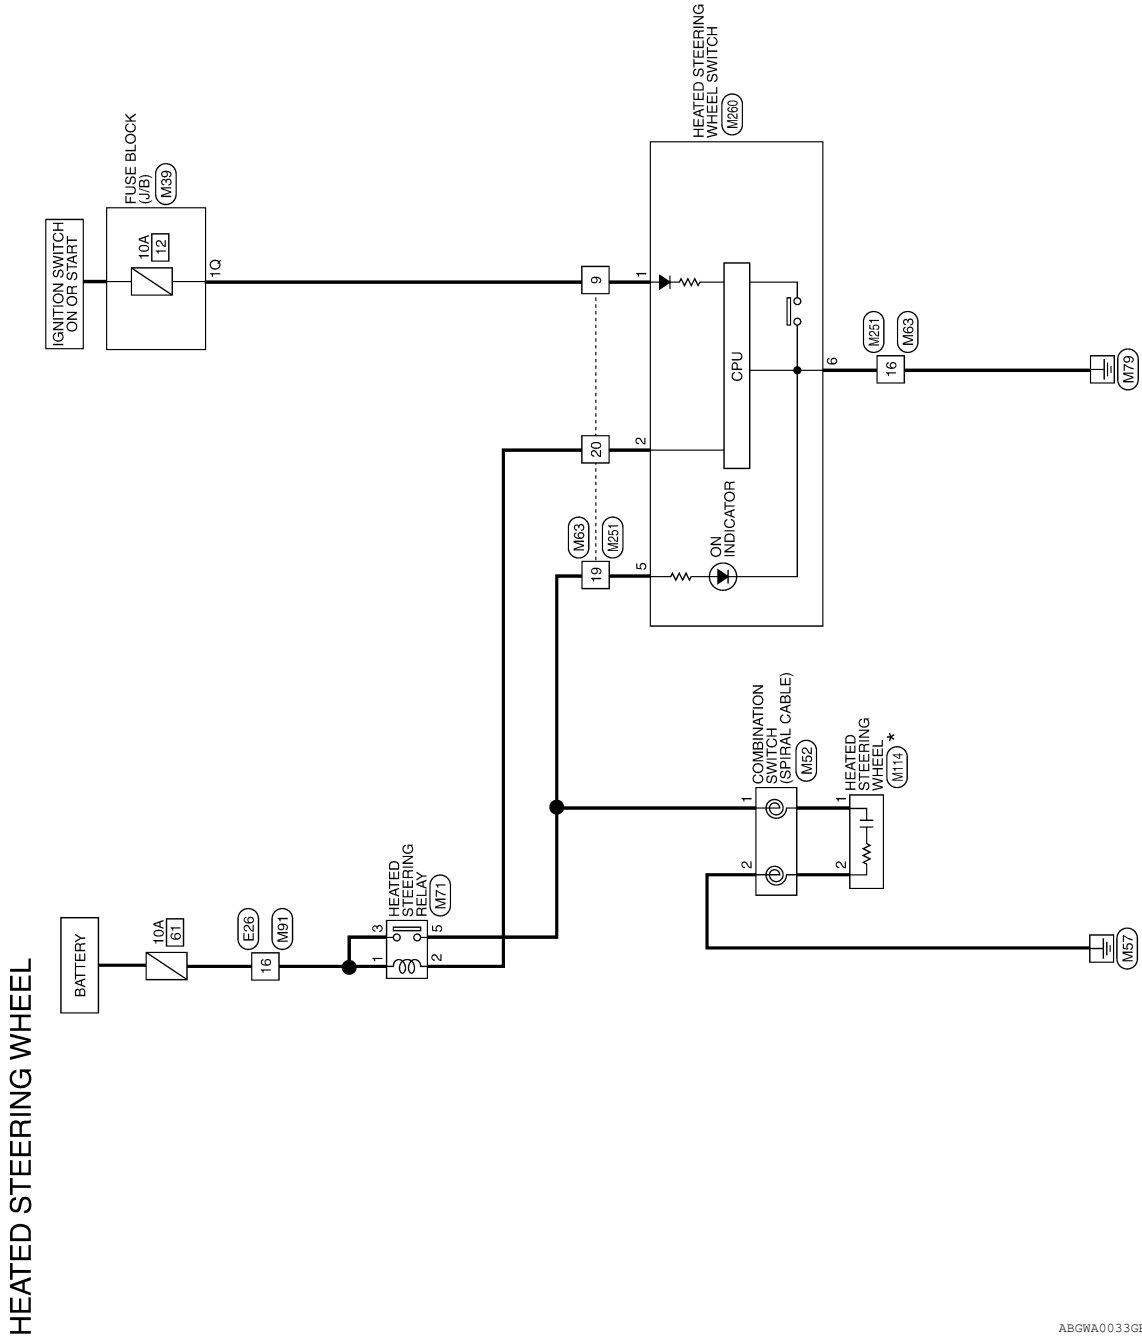 HEATED STEERING WHEEL
BATTERY
10A
61
E26
16
M91
1
3
HEATED
STEERING
RELAY
M71
2
5
IGNITION SWITCH
ON OR START
FUSE BLOCK
(J/B)
M39
10A
12
1Q
M63
19
20
9
M251
5
2
1
HEATED STEERING
WHEEL SWITCH
M260
ON
INDICATOR
CPU
6
M251
16
M63
M79
COMBINATION
SWITCH
(SPIRAL CABLE)
M52
2
1
HEATED
STEERING
WHEEL *
M114
2
1
M57